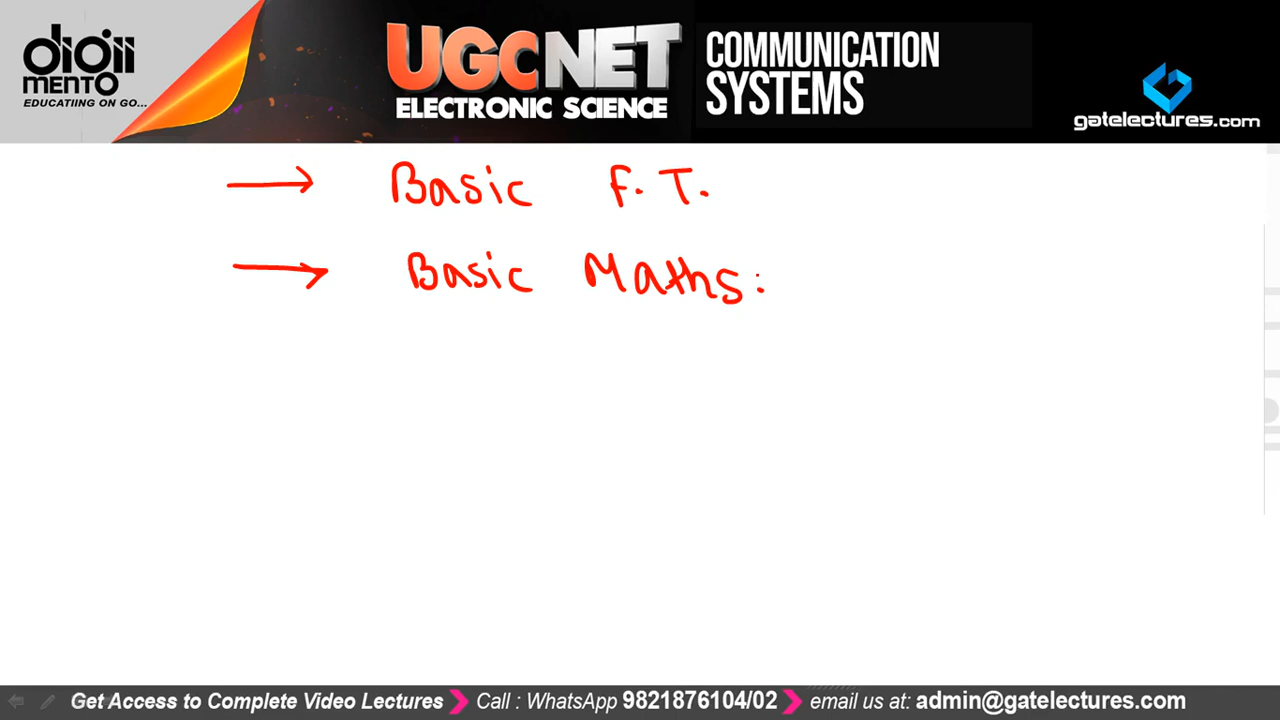 digii
mento
EDUCATIING ON GO...
UGCNET
ELECTRONIC SCIENCE
COMMUNICATION
SYSTEMS
gatelectures.com
→ Basic F.T.
→ Basic Maths:
Get Access to Complete Video Lectures Call : WhatsApp 9821876104/02 email us at: admin@gatelectures.com